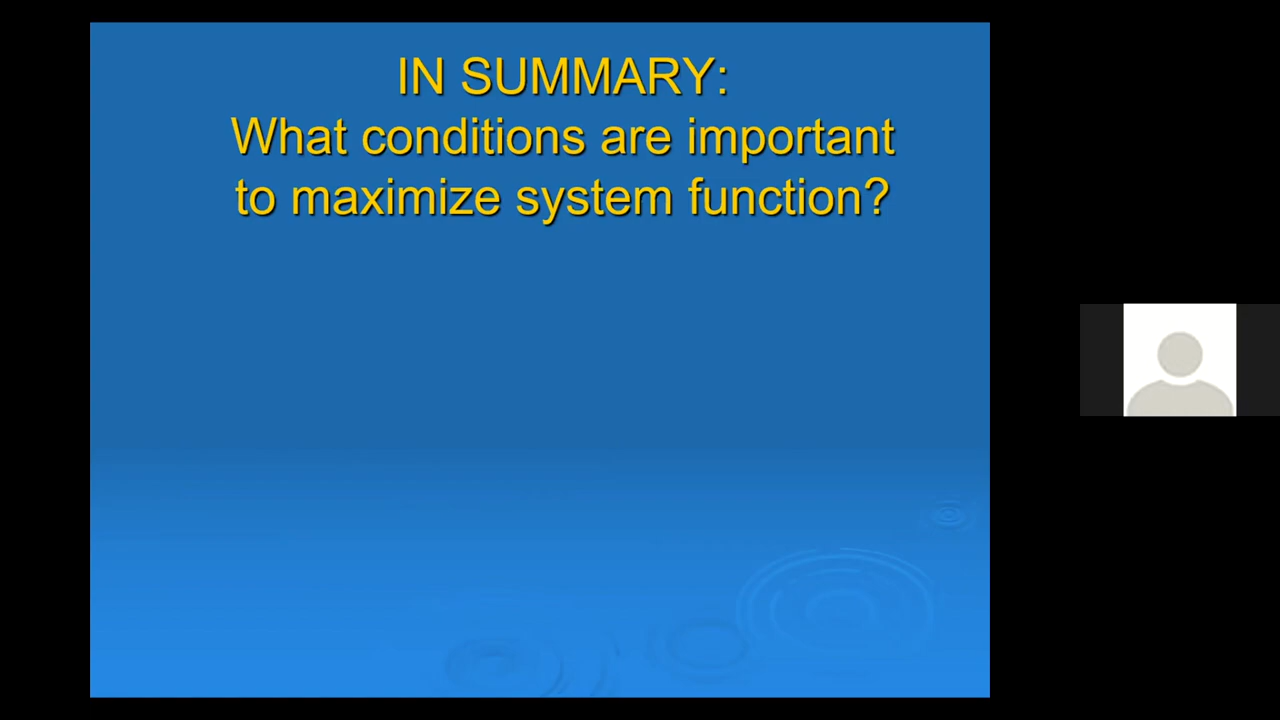 IN SUMMARY:
What conditions are important
to maximize system function?